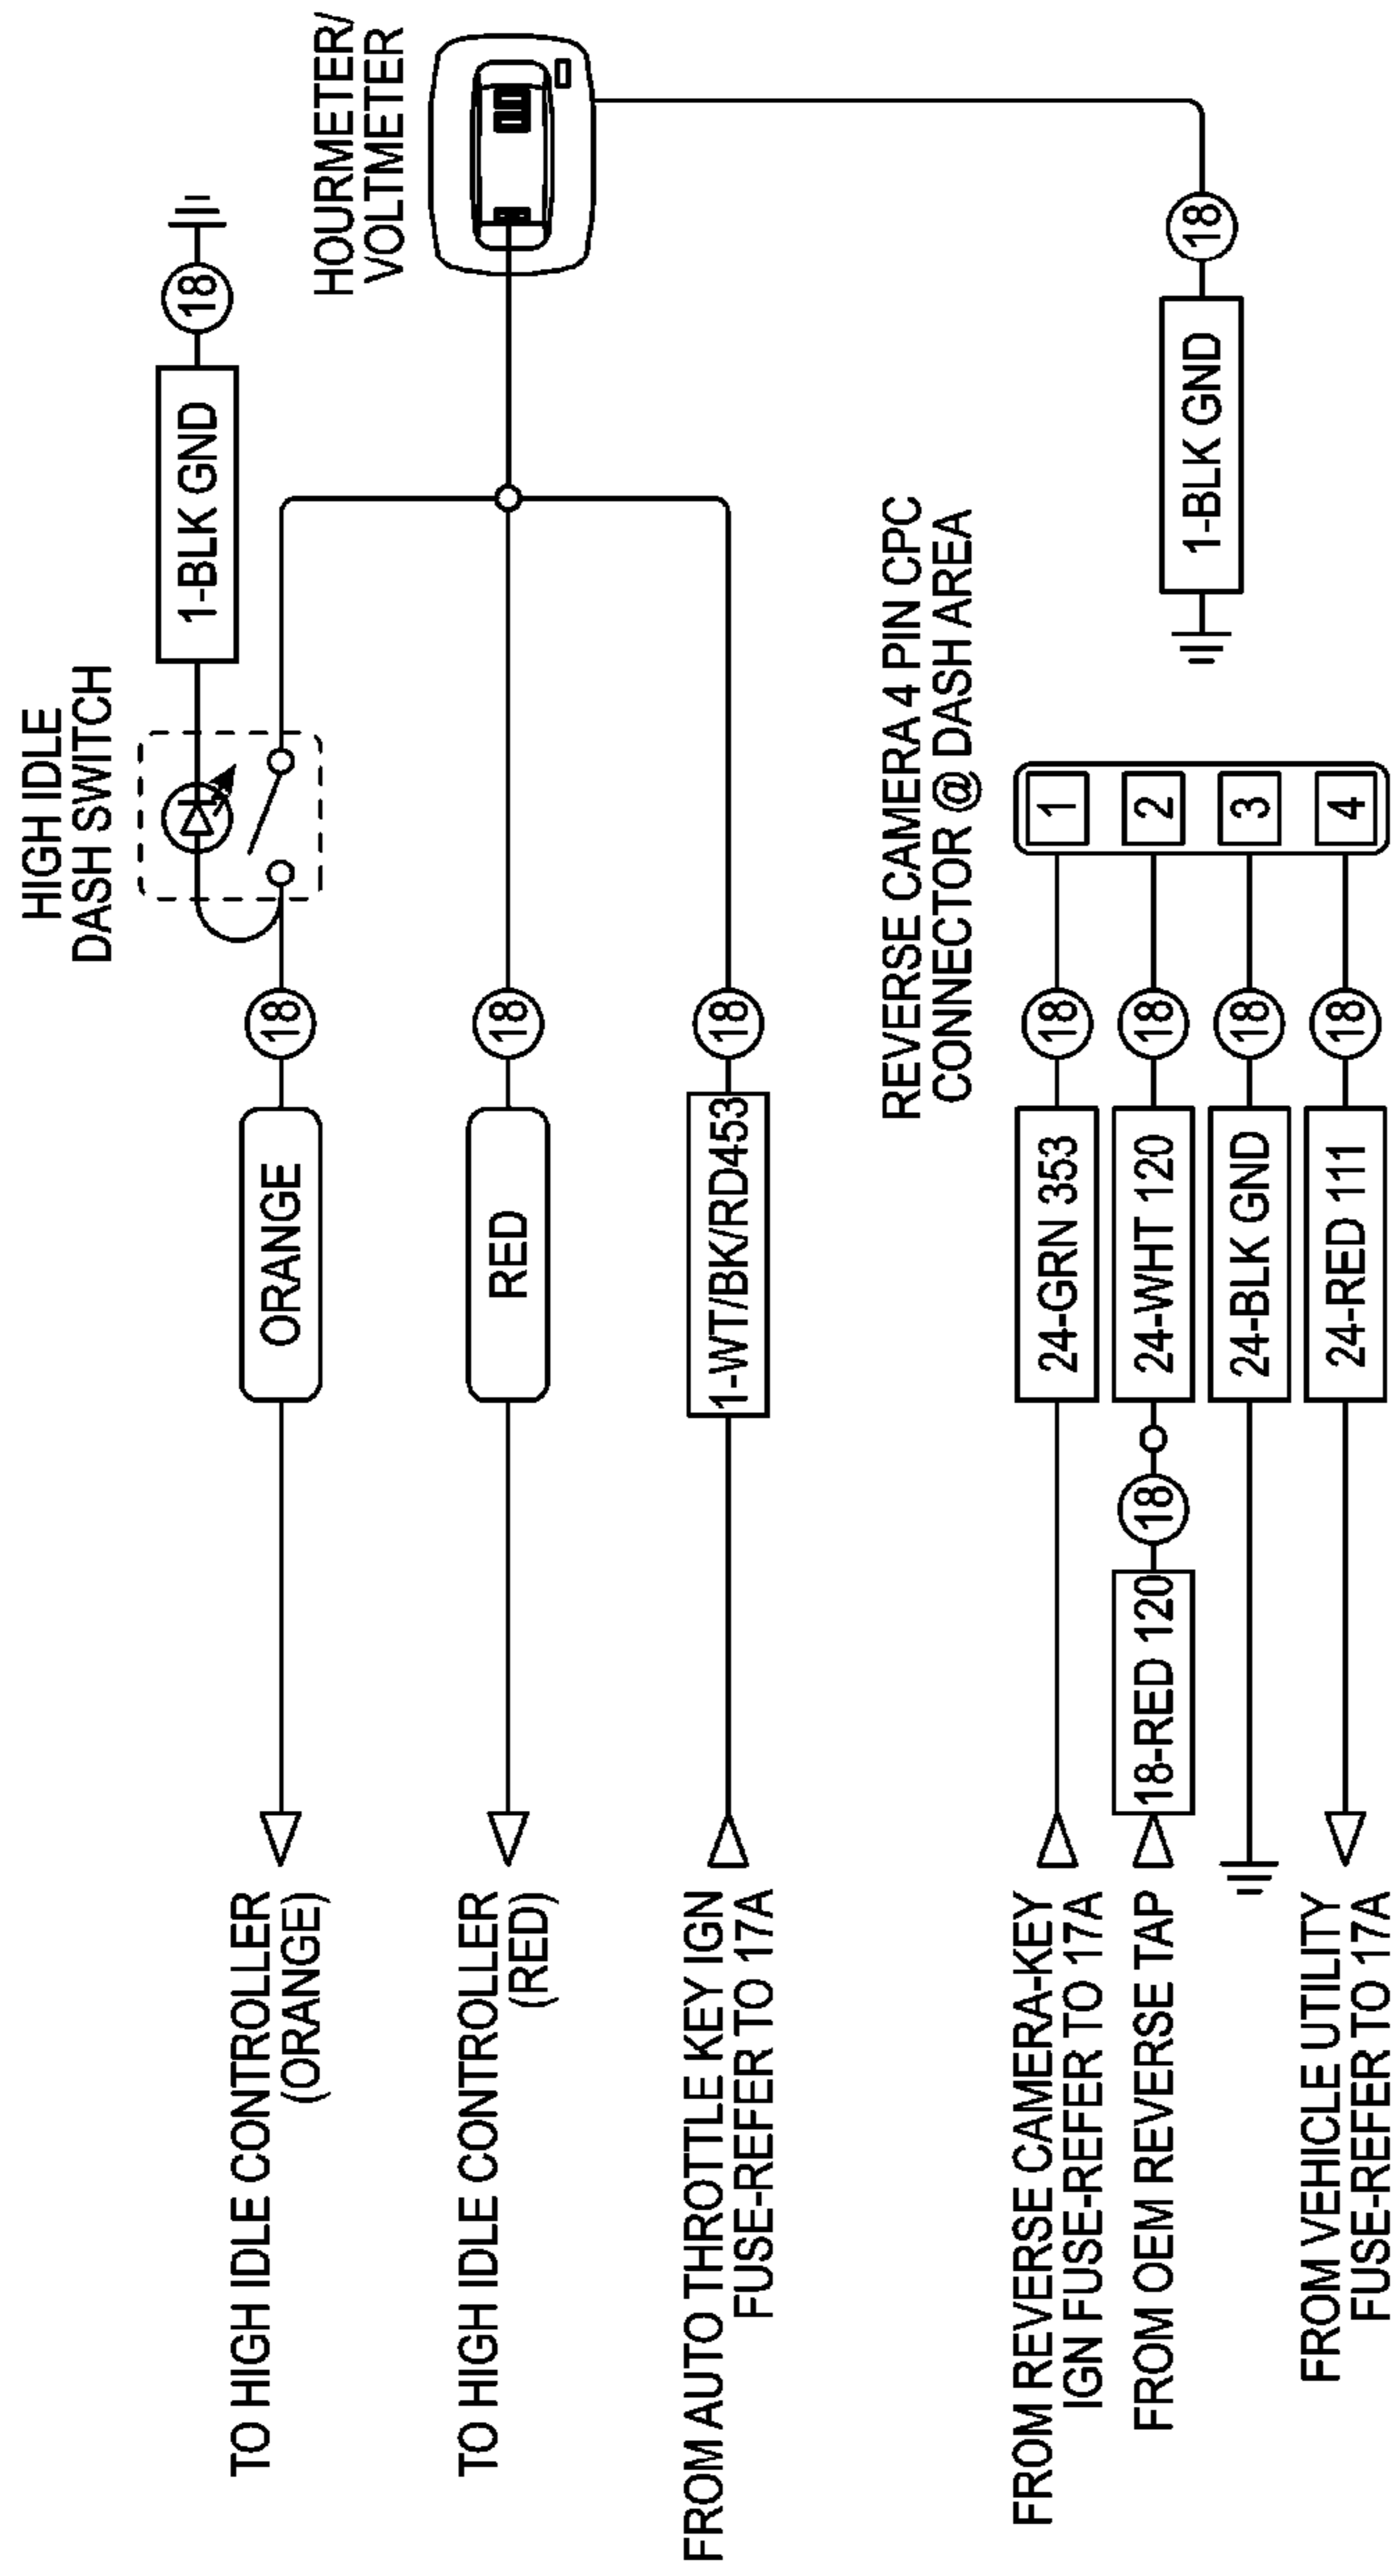 HIGH IDLE
DASH SWITCH
1-BLK GND
18
TO HIGH IDLE CONTROLLER
(ORANGE)
ORANGE
18
HOURMETER/
VOLTMETER
TO HIGH IDLE CONTROLLER
(RED)
RED
18
FROM AUTO THROTTLE KEY IGN
FUSE-REFER TO 17A
1-WT/BK/RD453
18
REVERSE CAMERA 4 PIN CPC
CONNECTOR @ DASH AREA
FROM REVERSE CAMERA-KEY
IGN FUSE-REFER TO 17A
24-GRN 353
18
1
FROM OEM REVERSE TAP
18-RED 120
18
24-WHT 120
18
2
1-BLK GND
18
24-BLK GND
18
3
FROM VEHICLE UTILITY
FUSE-REFER TO 17A
24-RED 111
18
4